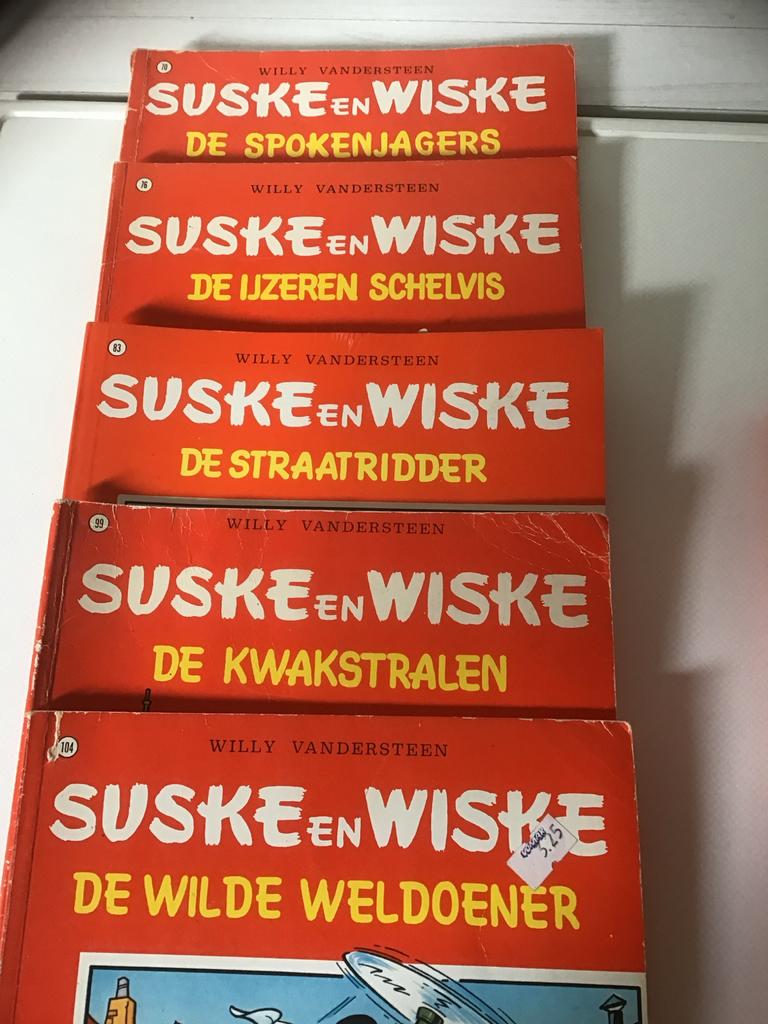 70
WILLY VANDERSTEEN
SUSKE EN WISKE
DE SPOKENJAGERS
76
WILLY VANDERSTEEN
SUSKE EN WISKE
DE IJZEREN SCHELVIS
83
WILLY VANDERSTEEN
SUSKE EN WISKE
DE STRAATRIDDER
99
WILLY VANDERSTEEN
SUSKE EN WISKE
DE KWAKSTRALEN
104
WILLY VANDERSTEEN
SUSKE EN WISKE
5.25
DE WILDE WELDOENER